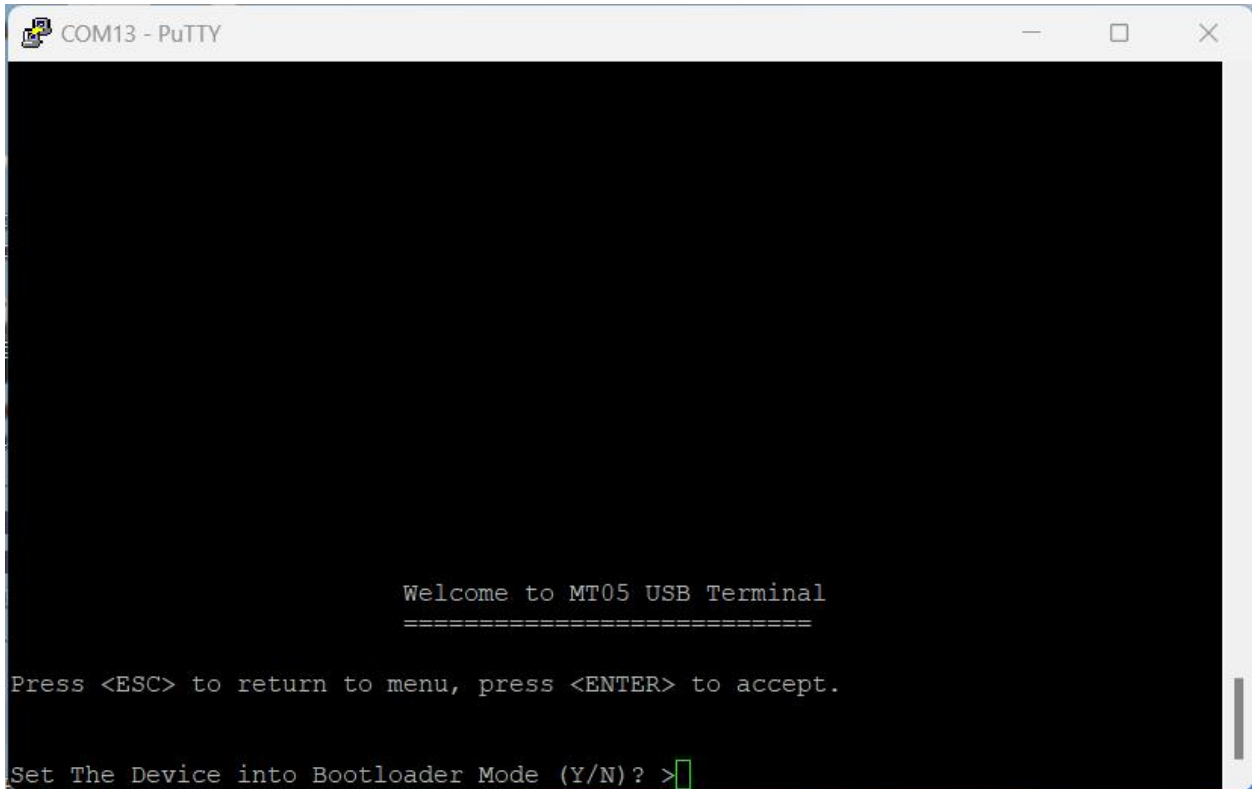 COM13 - PuTTY
Welcome to MT05 USB Terminal
===========================
Press <ESC> to return to menu, press <ENTER> to accept.
Set The Device into Bootloader Mode (Y/N)? >